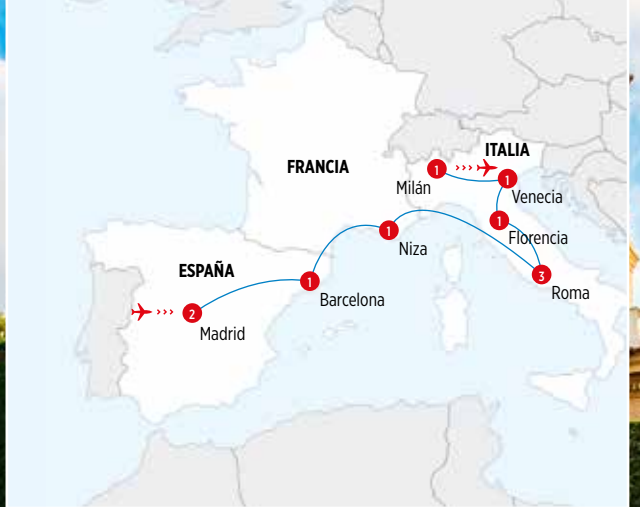 FRANCIA
ITALIA
1
Milán
1
Venecia
1
Florencia
1
Niza
3
Roma
ESPAÑA
1
Barcelona
2
Madrid